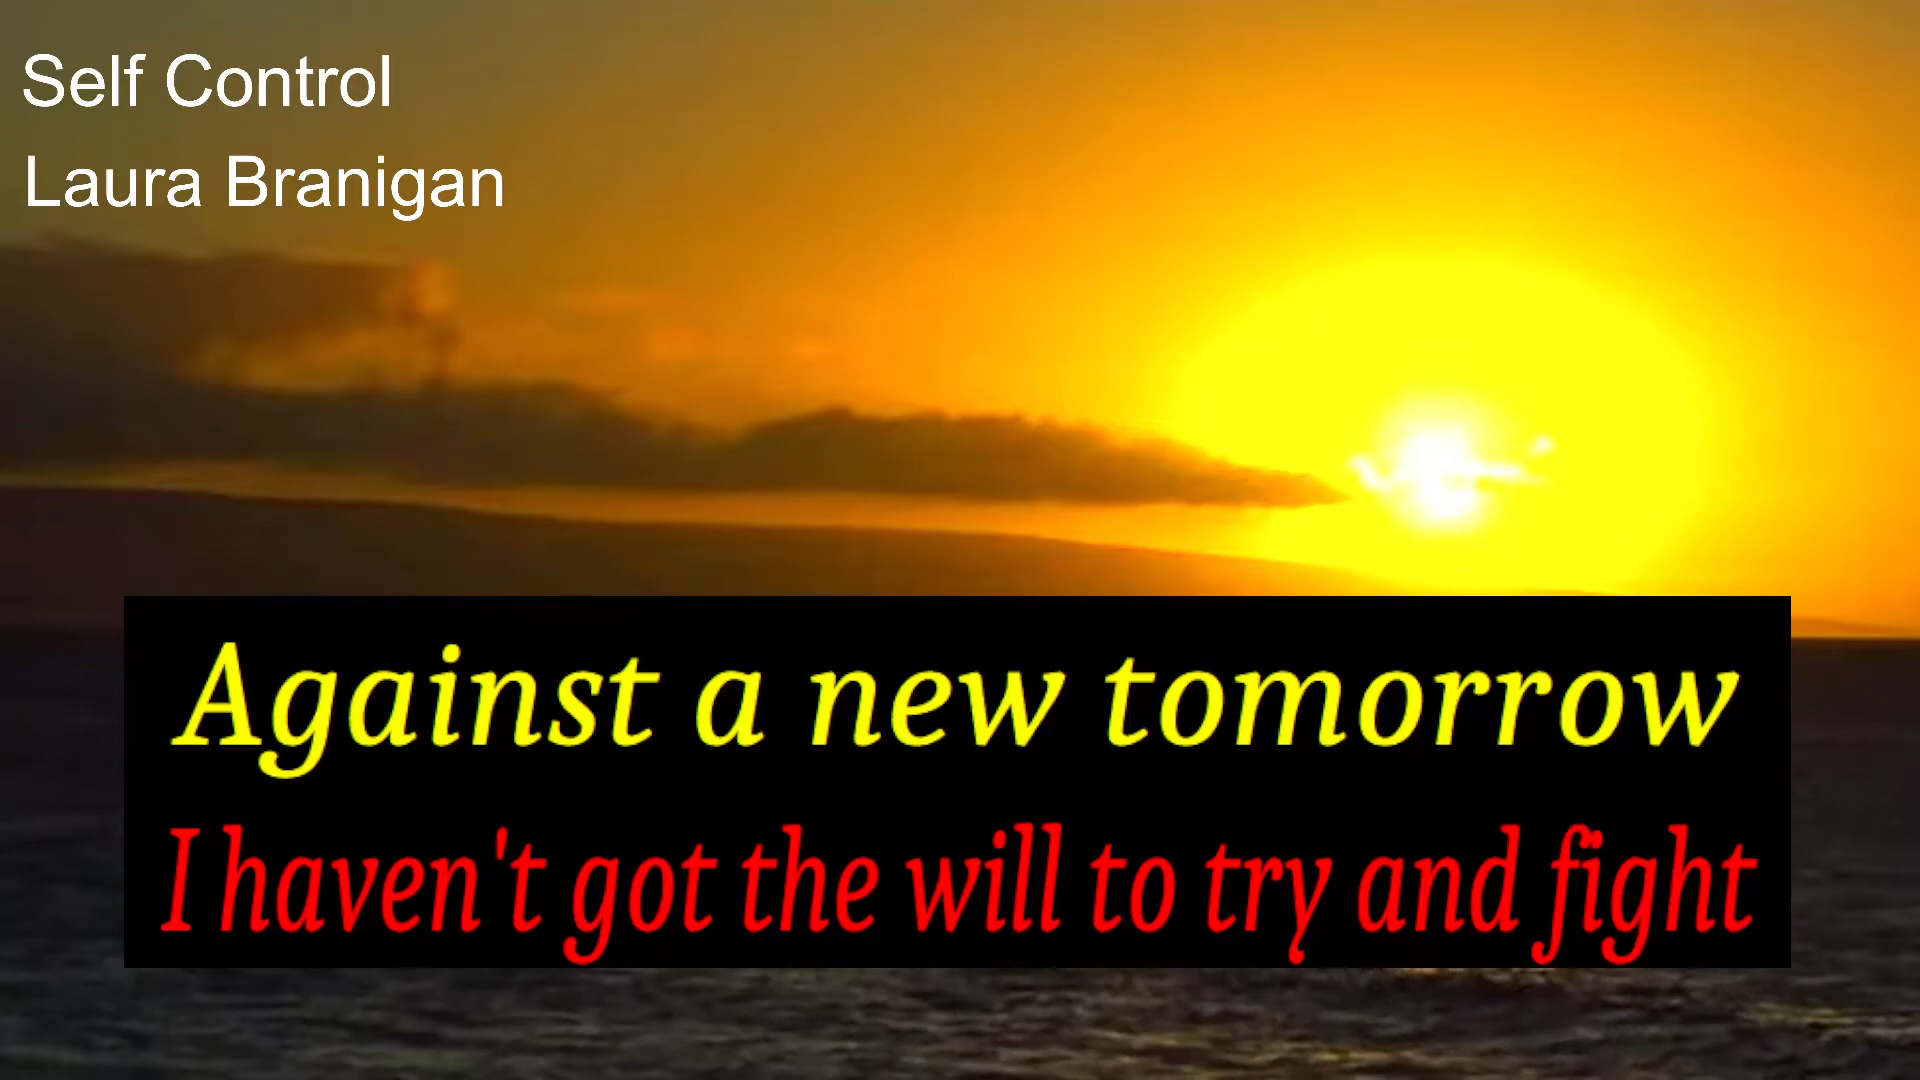 Self Control
Laura Branigan
Against a new tomorrow
I haven't got the will to try and fight